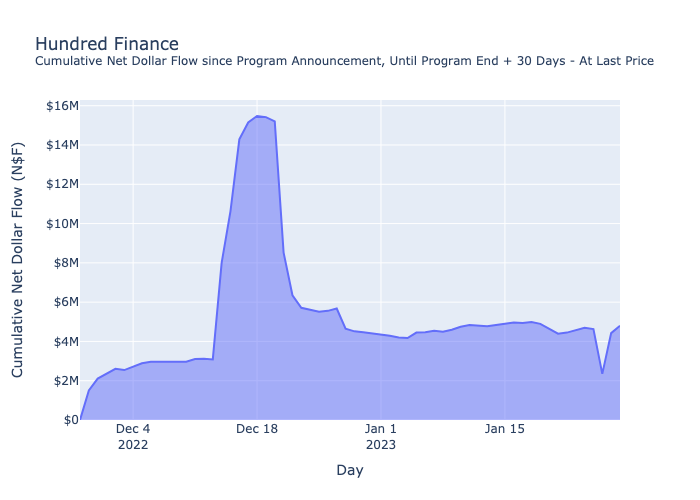 Hundred Finance
Cumulative Net Dollar Flow since Program Announcement, Until Program End + 30 Days - At Last Price
Cumulative Net Dollar Flow (N$F)
$16M
$14M
$12M
$10M
$8M
$6M
$4M
$2M
$0
Dec 4
2022
Dec 18
Jan 1
2023
Jan 15
Day